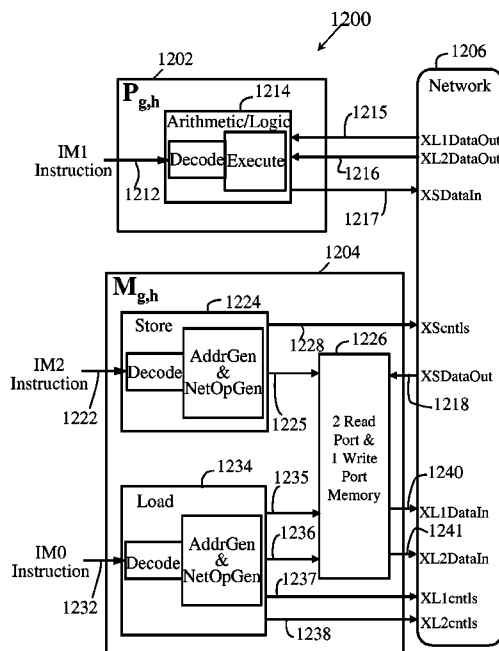 1200
1202
1206
P g,h
1214
Network
Arithmetic/Logic
1215
XL1DataOut
IM1
Instruction
Decode
Execute
XL2DataOut
1216
1212
1217
XSDataIn
1204
M g,h
1224
Store
1228
1226
XScntls
IM2
Instruction
Decode
AddrGen
&
NetOpGen
XSDataOut
1218
1222
1225
2 Read
Port &
1 Write
Port
Memory
1234
1235
1240
Load
XL1DataIn
1236
1241
IM0
Instruction
Decode
AddrGen
&
NetOpGen
XL2DataIn
1232
1237
XL1cntls
1238
XL2cntls